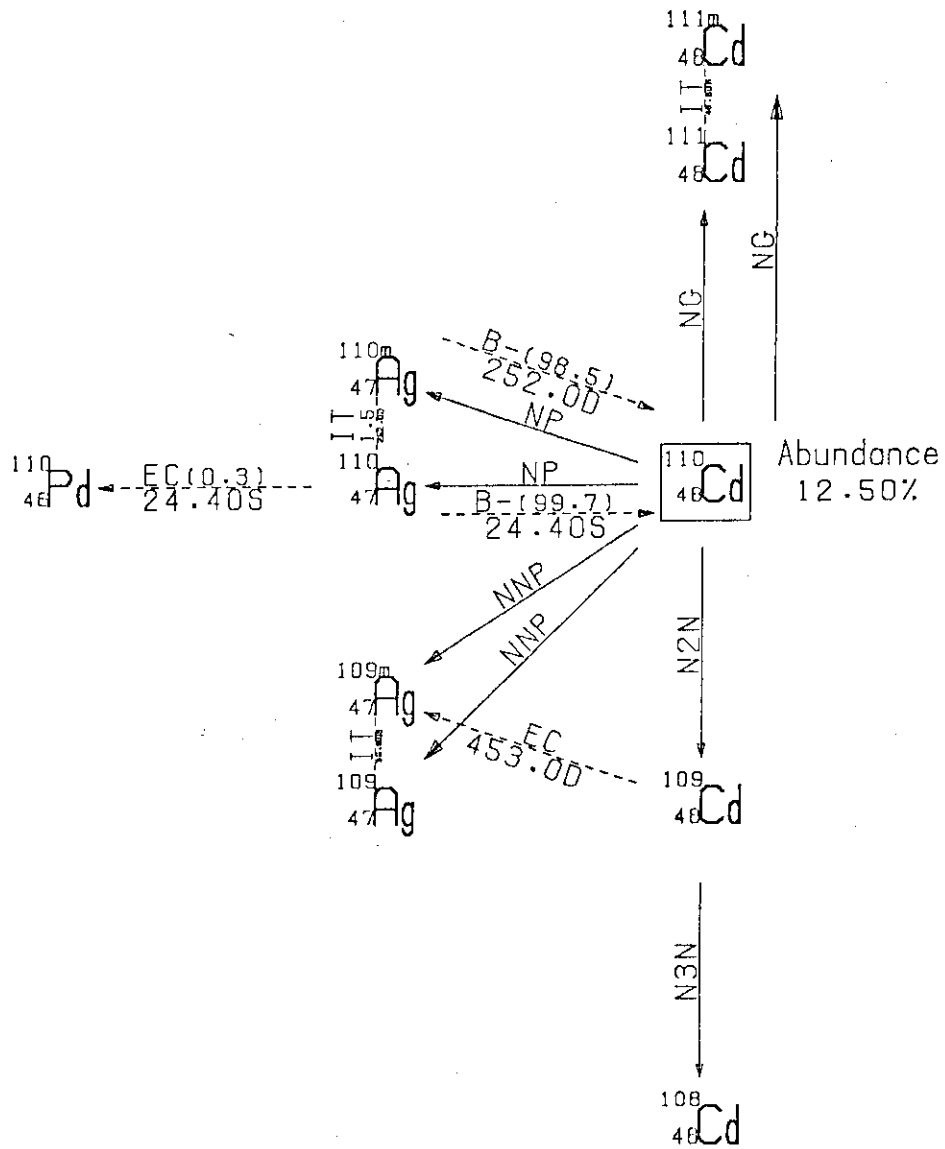 111m
48Cd
IT
111
48Cd
NG
NG
110m
47Ag
B-(98.5)
252.0D
NP
IT
1.5
110
46Pd
EC(0.3)
24.40S
110
47Ag
NP
B-(99.7)
24.40S
110
48Cd
Abundance
12.50%
NNP
NNP
N2N
109m
47Ag
IT
EC
453.0D
109
47Ag
109
48Cd
N3N
108
48Cd